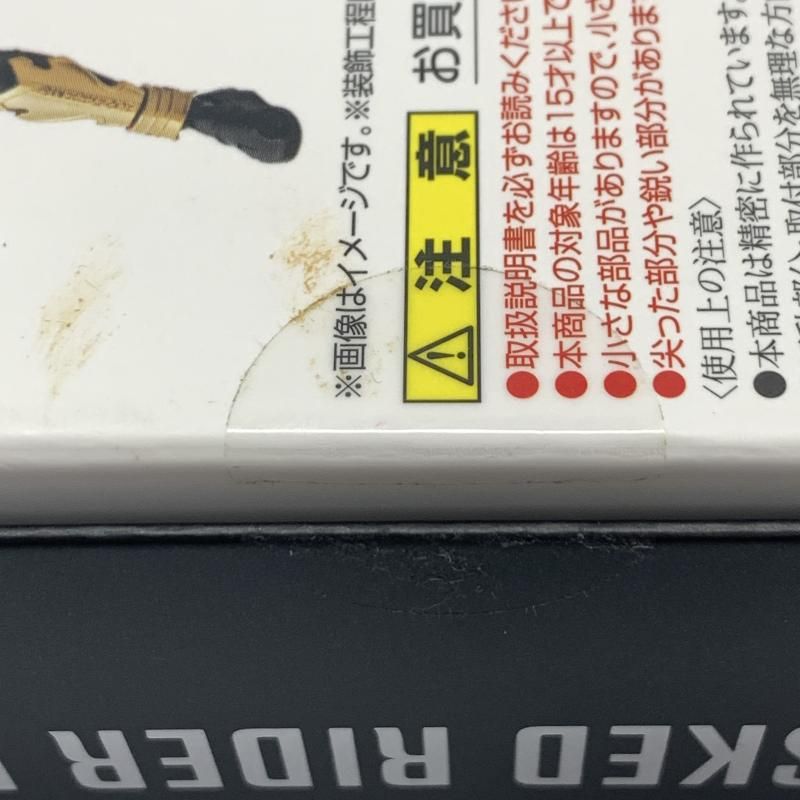 ※画像はイメージです。※装飾工程
注意
お買
●取扱説明書を必ずお読みくださ
●本商品の対象年齢は15才以上で
●小さな部品がありますので、小さ
●尖った部分や鋭い部分がありま
〈使用上の注意〉
●本商品は精密に作られています。
取付部分を無理な方
KED RIDER